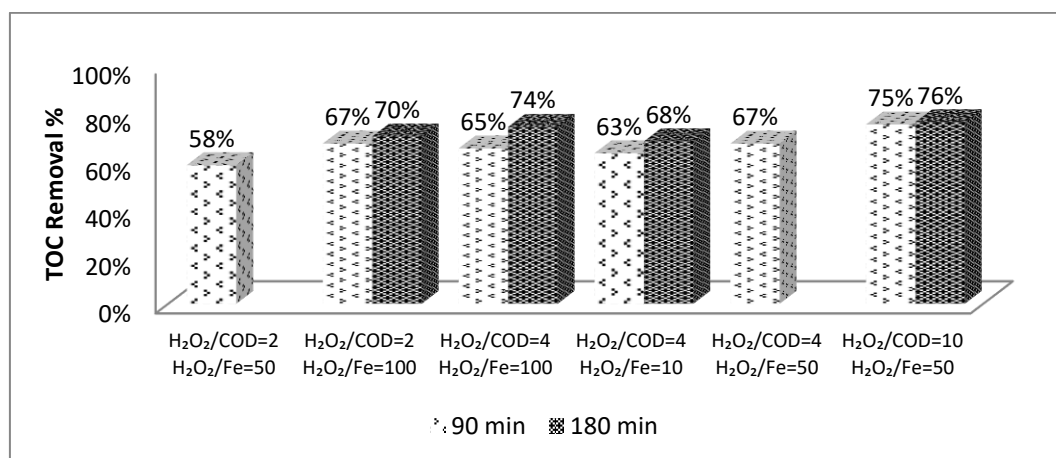 TOC Removal %
100%
80%
60%
40%
20%
0%
58%
67%
70%
65%
74%
63%
68%
67%
75%
76%
H₂O₂/COD=2
H₂O₂/Fe=50
H₂O₂/COD=2
H₂O₂/Fe=100
H₂O₂/COD=4
H₂O₂/Fe=100
H₂O₂/COD=4
H₂O₂/Fe=10
H₂O₂/COD=4
H₂O₂/Fe=50
H₂O₂/COD=10
H₂O₂/Fe=50
90 min
180 min